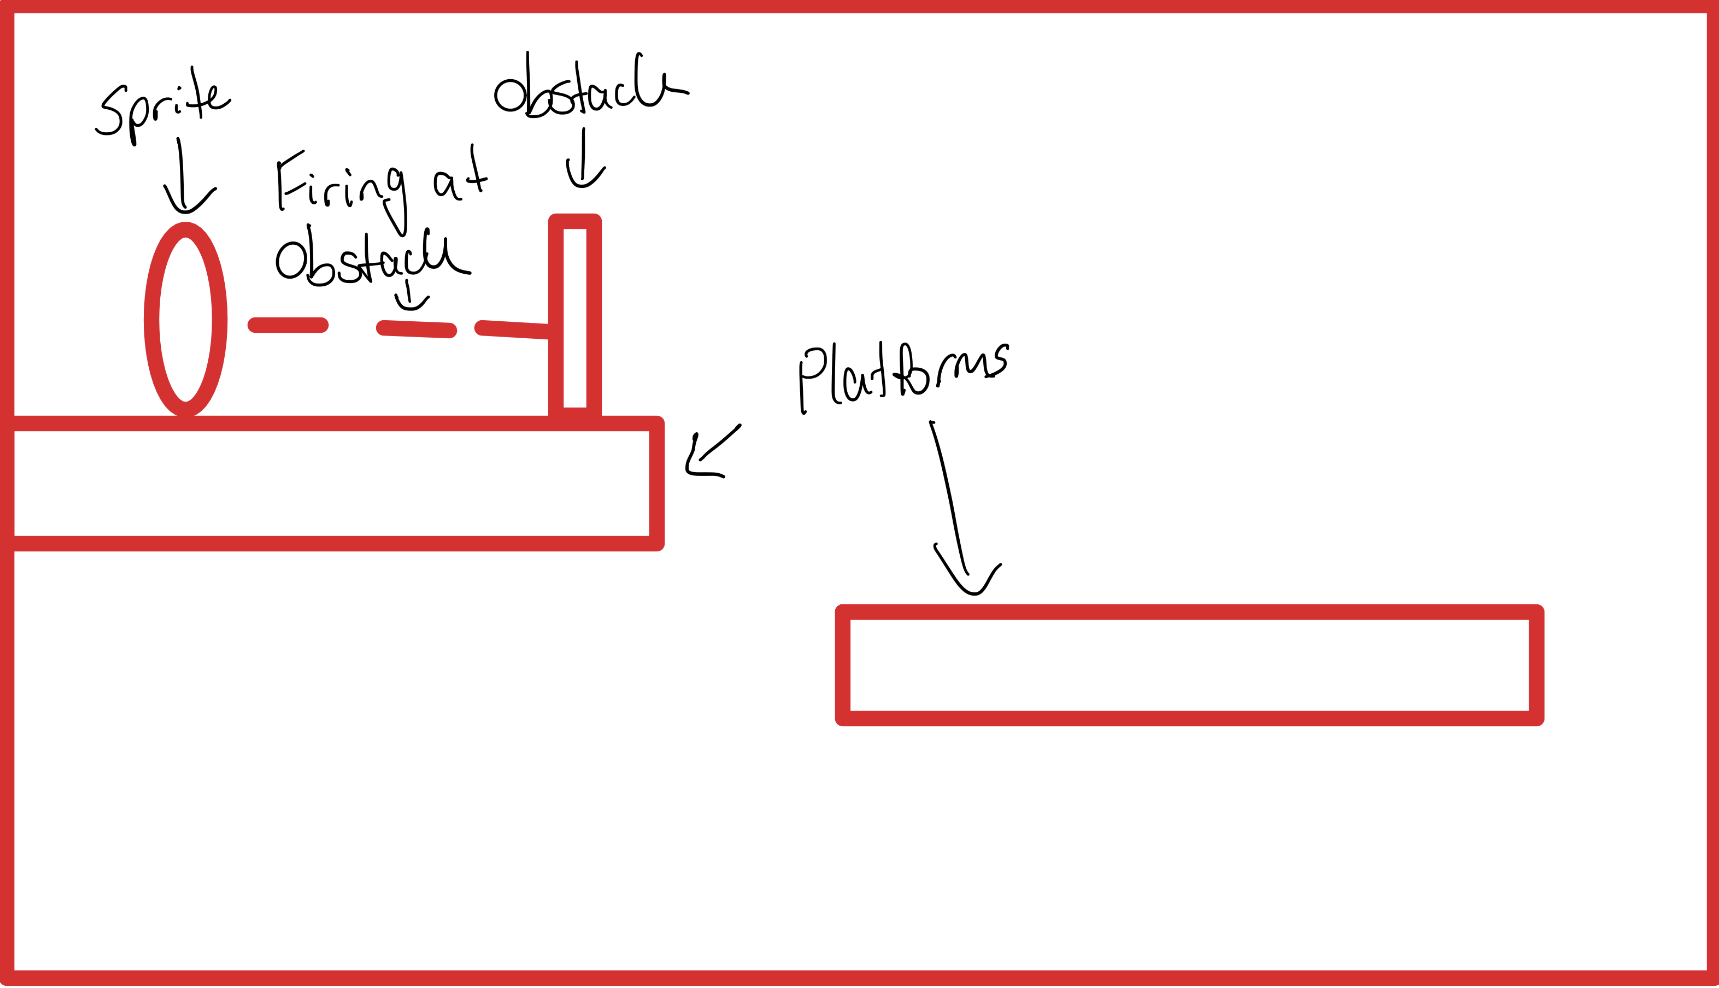 Sprite
Obstacle
Firing at
Obstacle
Platforms